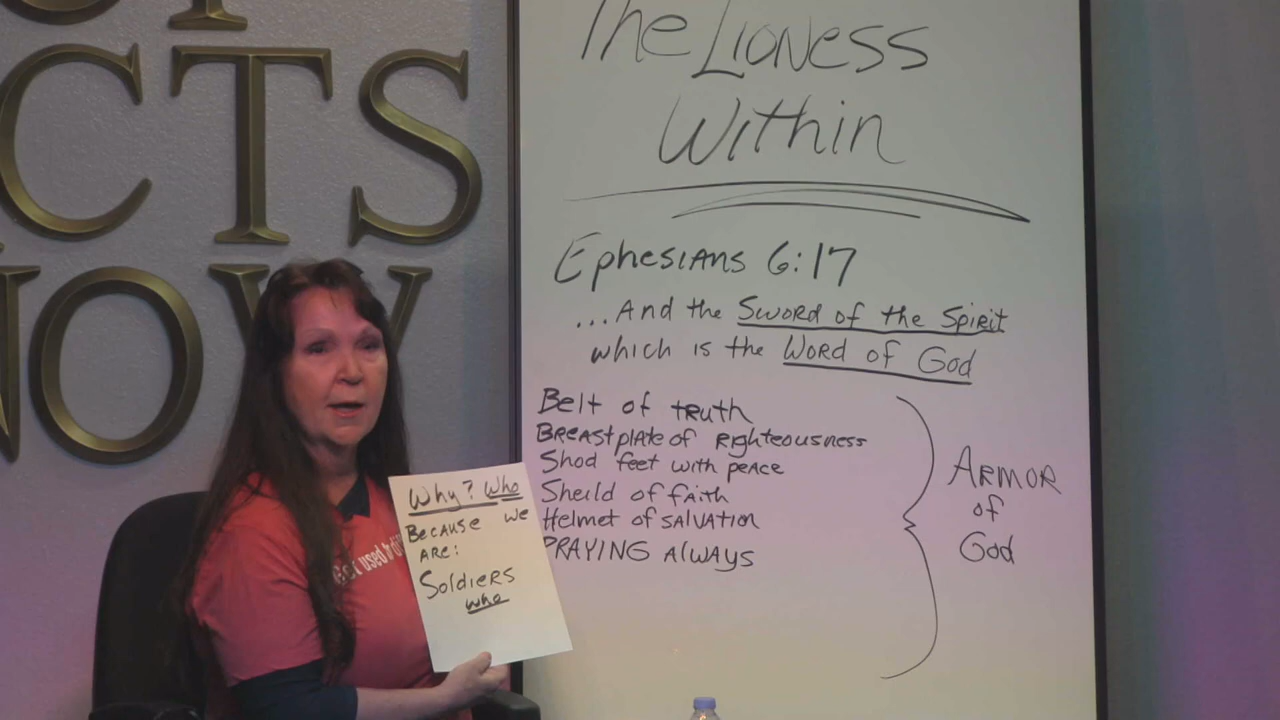 CTS
NOW
The Lioness
Within
Ephesians 6:17
...And the Sword of the Spirit
which is the Word of God
Belt of truth
Breastplate of Righteousness
Shod feet with peace
Sheild of faith
Helmet of Salvation
PRAYING Always
ARMOR
of
God
Why? Who
Because we
are:
Soldiers
who
used